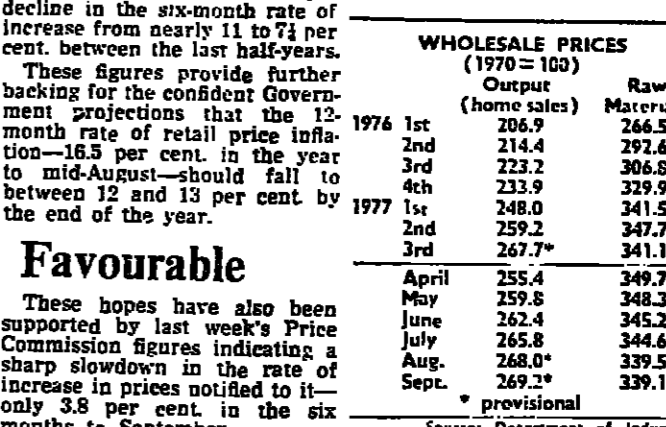 decline in the six-month rate of
increase from nearly 11 to 7¼ per
cent. between the last half-years.
These figures provide further
backing for the confident Govern-
ment projections that the 12-
month rate of retail price infla-
tion—16.5 per cent. in the year
to mid-August—should fall to
between 12 and 13 per cent. by
the end of the year.
Favourable
These hopes have also been
supported by last week's Price
Commission figures indicating a
sharp slowdown in the rate of
increase in prices notified to it—
only 3.8 per cent. in the six
months to September.
WHOLESALE PRICES
(1970=100)
Output Raw
(home sales) Materia
1976 1st 206.9 266.5
2nd 214.4 292.6
3rd 223.2 306.8
4th 233.9 329.9
1977 1st 248.0 341.5
2nd 259.2 347.7
3rd 267.7* 341.1
April 255.4 349.7
May 259.8 348.3
June 262.4 345.2
July 265.8 344.6
Aug. 268.0* 339.5
Sept. 269.2* 339.1
* provisional
Source: Department of Indus